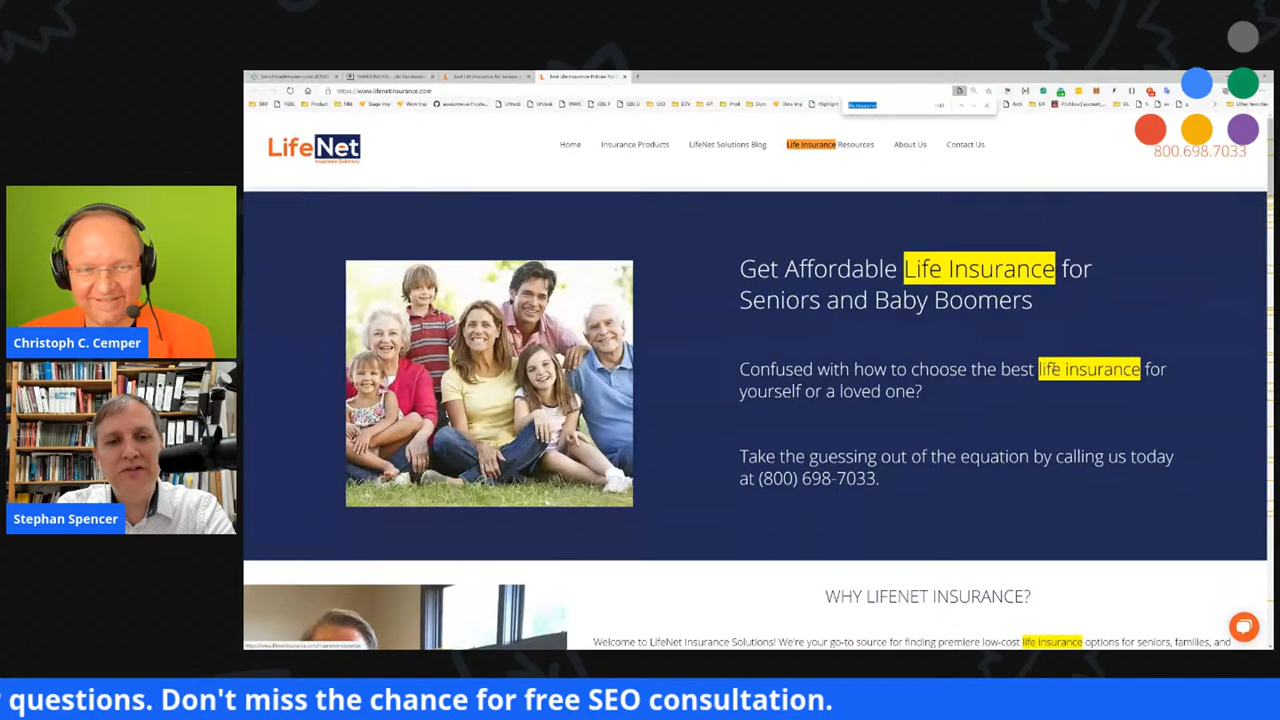 https://www.lifenetinsurance.com
LifeNet
Insurance Solutions
Home
Insurance Products
LifeNet Solutions Blog
Life Insurance Resources
About Us
Contact Us
800.698.7033
Get Affordable Life Insurance for
Seniors and Baby Boomers
Confused with how to choose the best life insurance for
yourself or a loved one?
Take the guessing out of the equation by calling us today
at (800) 698-7033.
WHY LIFENET INSURANCE?
Welcome to LifeNet Insurance Solutions! We're your go-to source for finding premiere low-cost life insurance options for seniors, families, and
Christoph C. Cemper
Stephan Spencer
questions. Don't miss the chance for free SEO consultation.